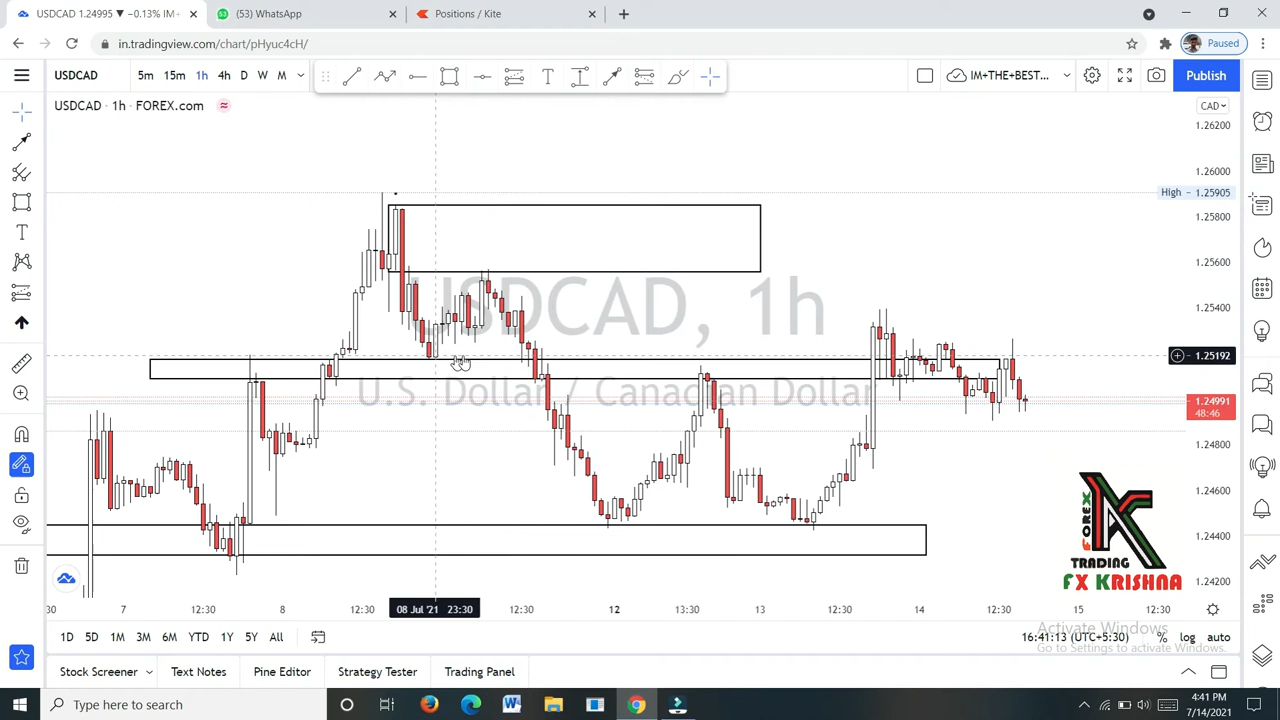 USDCAD 1.24995 ▼ −0.13% IM+
(53) WhatsApp
Positions / Kite
in.tradingview.com/chart/pHyuc4cH/
Paused
USDCAD
5m 15m 1h 4h D W M
IM+THE+BEST...
Publish
USDCAD · 1h · FOREX.com
CAD
1.26200
1.26000
High - 1.25905
1.25800
1.25600
1.25400
1.25192
1.24991
48:46
1.24800
1.24600
1.24400
1.24200
USDCAD, 1h
U.S. Dollar / Canadian Dollar
FOREX
TRADING
FX KRISHNA
:30 7 12:30 8 12:30 08 Jul '21 23:30 12:30 12 13:30 13 12:30 14 12:30 15 12:30
1D 5D 1M 3M 6M YTD 1Y 5Y All
16:41:13 (UTC+5:30) % log auto
Activate Windows
Go to Settings to activate Windows.
Stock Screener Text Notes Pine Editor Strategy Tester Trading Panel
Type here to search
4:41 PM
7/14/2021